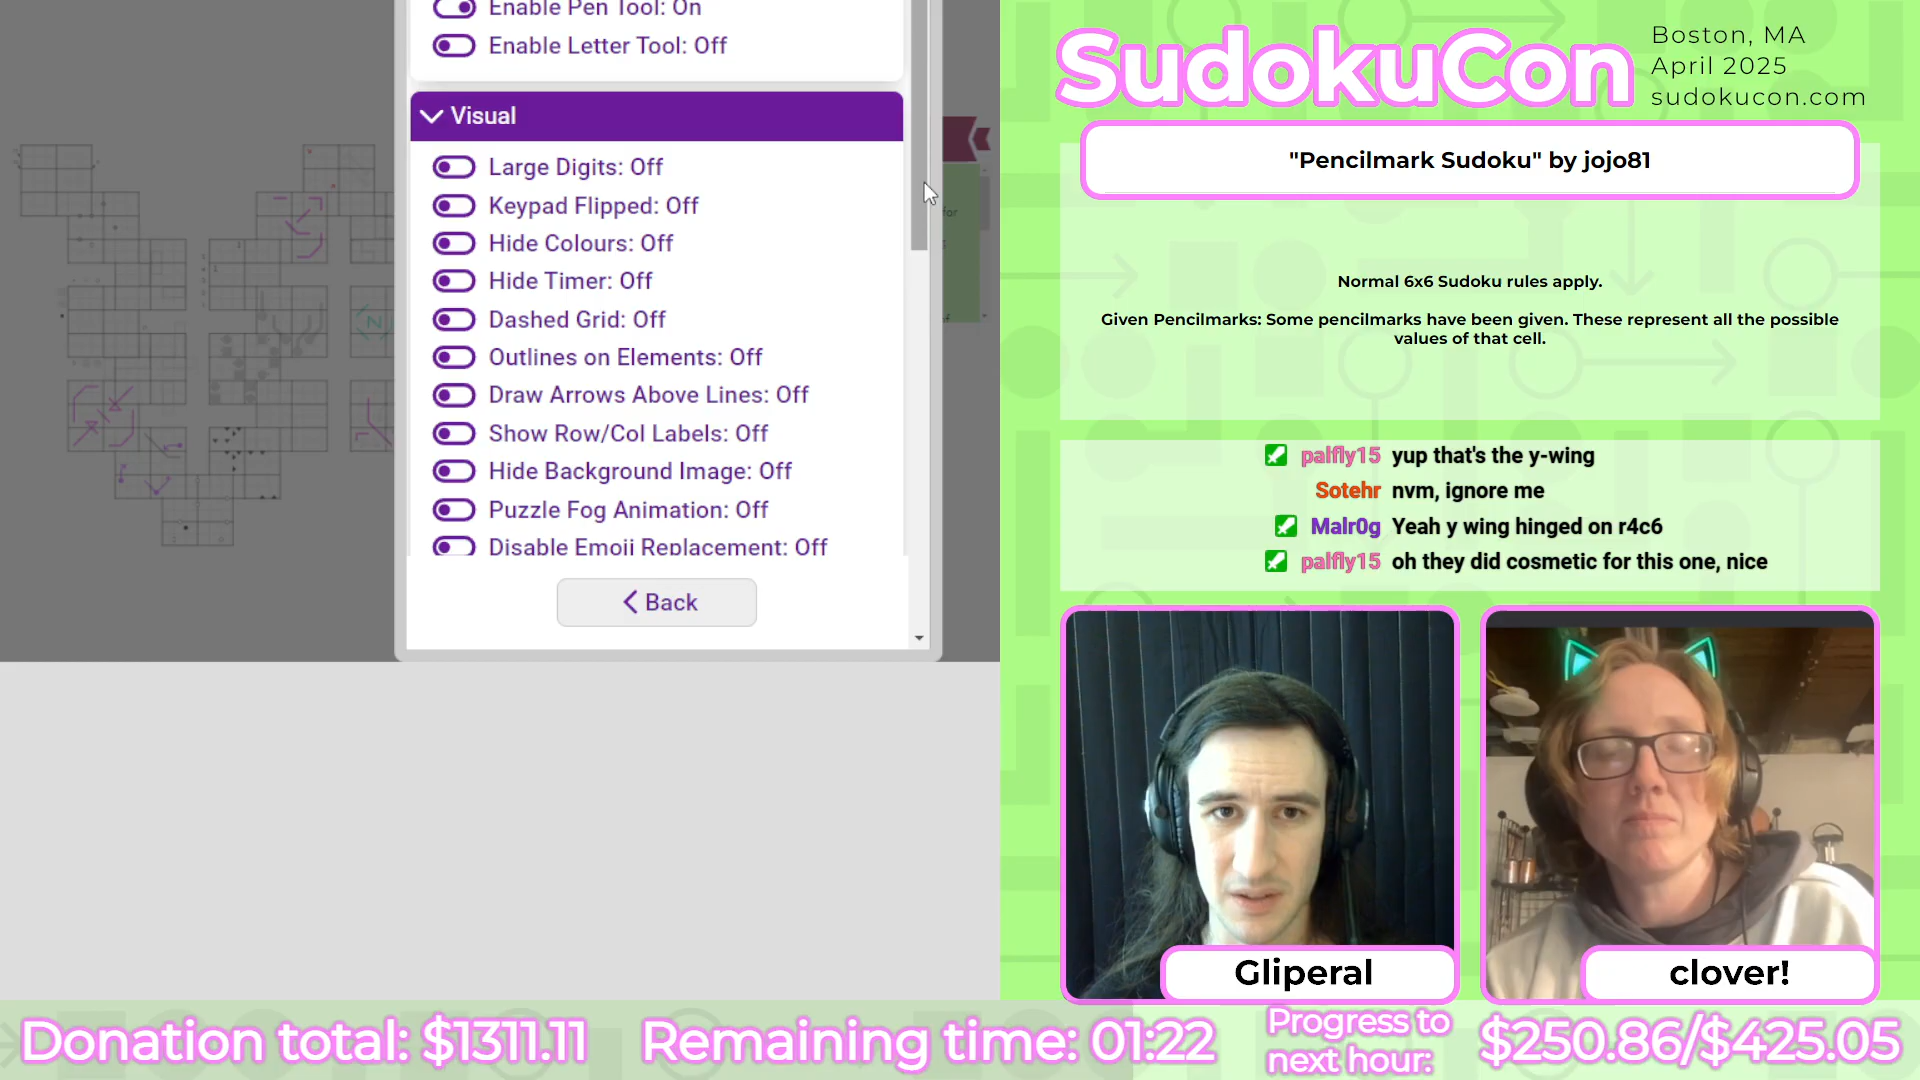 Enable Pen Tool: On
Enable Letter Tool: Off
Visual
Large Digits: Off
Keypad Flipped: Off
Hide Colours: Off
Hide Timer: Off
Dashed Grid: Off
Outlines on Elements: Off
Draw Arrows Above Lines: Off
Show Row/Col Labels: Off
Hide Background Image: Off
Puzzle Fog Animation: Off
Disable Emoji Replacement: Off
Back
SudokuCon
Boston, MA
April 2025
sudokucon.com
"Pencilmark Sudoku" by jojo81
Normal 6x6 Sudoku rules apply.
Given Pencilmarks: Some pencilmarks have been given. These represent all the possible
values of that cell.
palfly15 yup that's the y-wing
Sotehr nvm, ignore me
Malr0g Yeah y wing hinged on r4c6
palfly15 oh they did cosmetic for this one, nice
Gliperal
clover!
Donation total: $1311.11
Remaining time: 01:22
Progress to
next hour:
$250.86/$425.05